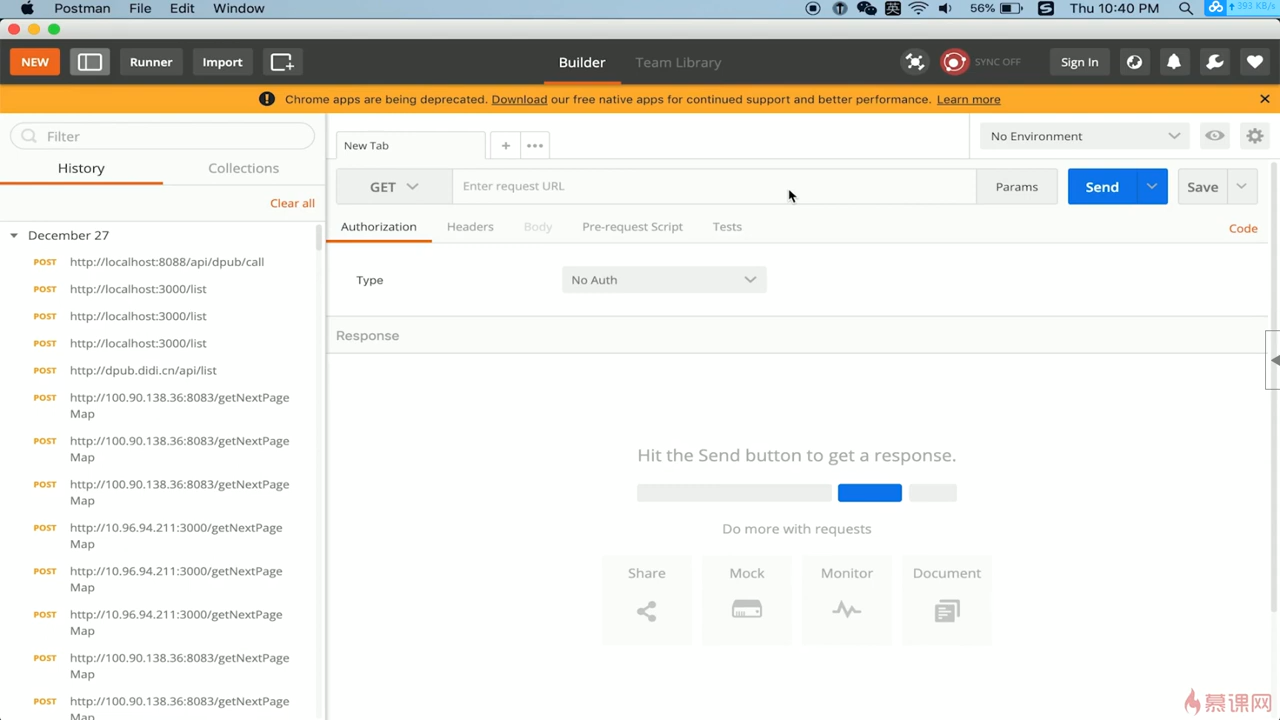 Postman File Edit Window 英 56% Thu 10:40 PM 393 KB/s
NEW Runner Import Builder Team Library SYNC OFF Sign In
Chrome apps are being deprecated. Download our free native apps for continued support and better performance. Learn more
Filter
History Collections
Clear all
December 27
POST http://localhost:8088/api/dpub/call
POST http://localhost:3000/list
POST http://localhost:3000/list
POST http://localhost:3000/list
POST http://dpub.didi.cn/api/list
POST http://100.90.138.36:8083/getNextPage
Map
POST http://100.90.138.36:8083/getNextPage
Map
POST http://100.90.138.36:8083/getNextPage
Map
POST http://10.96.94.211:3000/getNextPage
Map
POST http://10.96.94.211:3000/getNextPage
Map
POST http://10.96.94.211:3000/getNextPage
Map
POST http://100.90.138.36:8083/getNextPage
Map
POST http://100.90.138.36:8083/getNextPage
Map
New Tab
No Environment
GET Enter request URL Params Send Save
Authorization Headers Body Pre-request Script Tests Code
Type No Auth
Response
Hit the Send button to get a response.
Do more with requests
Share Mock Monitor Document
慕课网